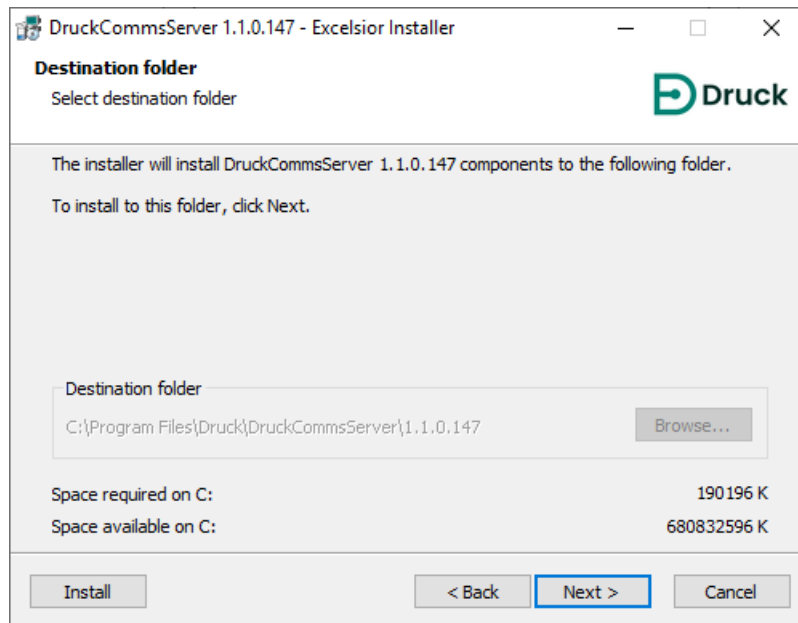 DruckCommsServer 1.1.0.147 - Excelsior Installer
Destination folder
Select destination folder
Druck
The installer will install DruckCommsServer 1.1.0.147 components to the following folder.
To install to this folder, click Next.
Destination folder
C:\Program Files\Druck\DruckCommsServer\1.1.0.147 Browse...
Space required on C: 190196 K
Space available on C: 680832596 K
Install < Back Next > Cancel